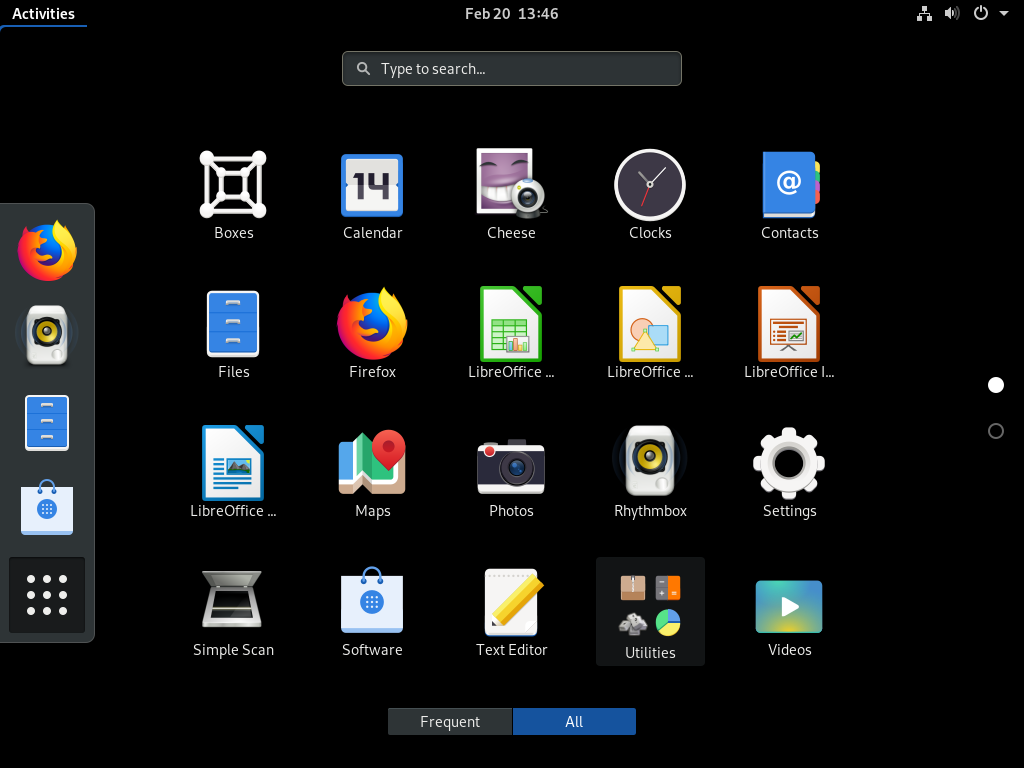 Activities
Feb 20 13:46
Type to search...
14
@
Boxes
Calendar
Cheese
Clocks
Contacts
Files
Firefox
LibreOffice ...
LibreOffice ...
LibreOffice I...
LibreOffice ...
Maps
Photos
Rhythmbox
Settings
Simple Scan
Software
Text Editor
Utilities
Videos
Frequent
All